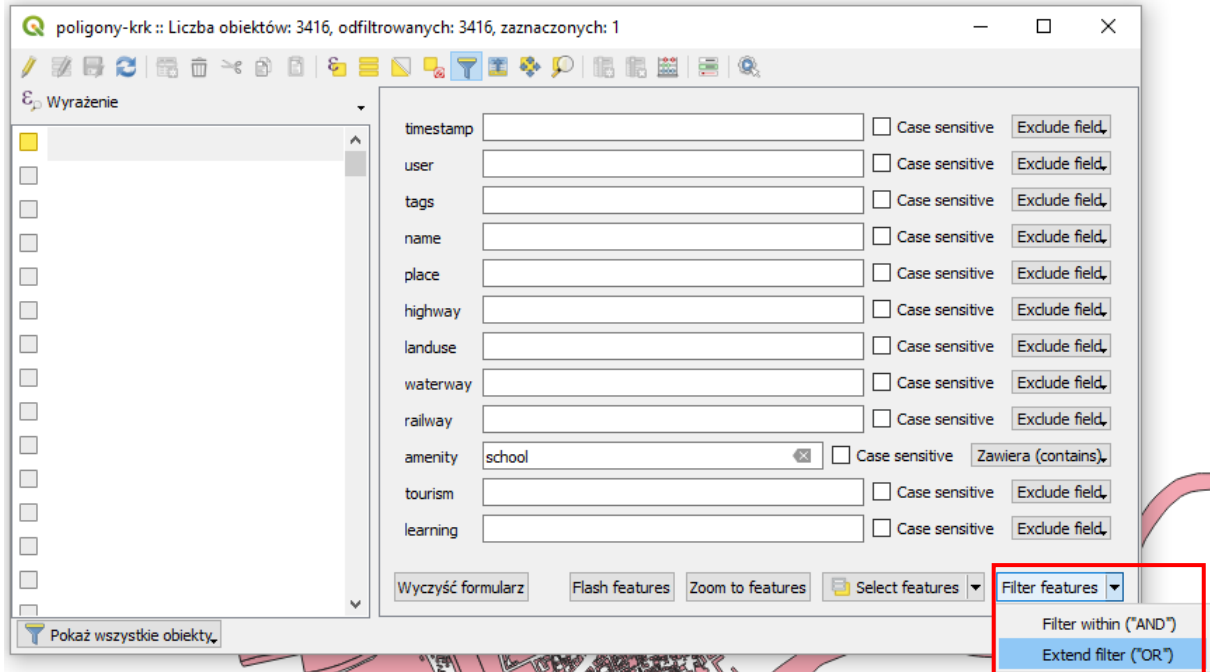 poligony-krk :: Liczba obiektów: 3416, odfiltrowanych: 3416, zaznaczonych: 1
Wyrażenie
timestamp Case sensitive Exclude field
user Case sensitive Exclude field
tags Case sensitive Exclude field
name Case sensitive Exclude field
place Case sensitive Exclude field
highway Case sensitive Exclude field
landuse Case sensitive Exclude field
waterway Case sensitive Exclude field
railway Case sensitive Exclude field
amenity school Case sensitive Zawiera (contains)
tourism Case sensitive Exclude field
learning Case sensitive Exclude field
Wyczyść formularz Flash features Zoom to features Select features Filter features
Filter within ("AND")
Extend filter ("OR")
Pokaż wszystkie obiekty